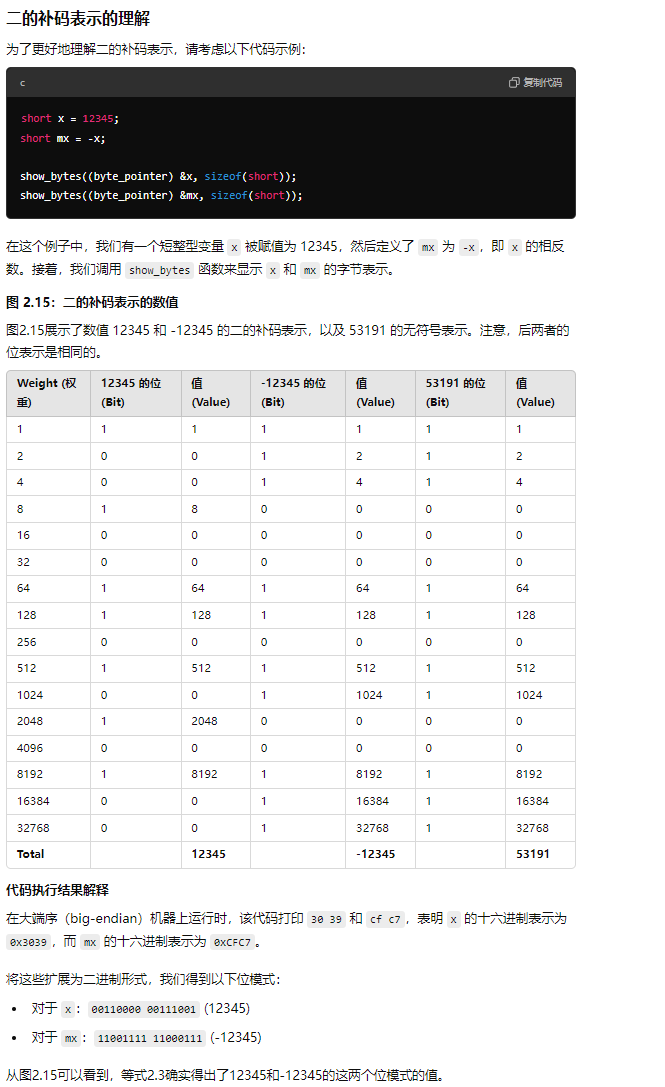 二的补码表示的理解
为了更好地理解二的补码表示，请考虑以下代码示例：
c 复制代码
short x = 12345;
short mx = -x;
show_bytes((byte_pointer) &x, sizeof(short));
show_bytes((byte_pointer) &mx, sizeof(short));
在这个例子中，我们有一个短整型变量 x 被赋值为 12345，然后定义了 mx 为 -x，即 x 的相反
数。接着，我们调用 show_bytes 函数来显示 x 和 mx 的字节表示。
图 2.15：二的补码表示的数值
图2.15展示了数值 12345 和 -12345 的二的补码表示，以及 53191 的无符号表示。注意，后两者的
位表示是相同的。
Weight (权重) 12345 的位 (Bit) 值 (Value) -12345 的位 (Bit) 值 (Value) 53191 的位 (Bit) 值 (Value)
1 1 1 1 1 1 1
2 0 0 1 2 1 2
4 0 0 1 4 1 4
8 1 8 0 0 0 0
16 0 0 0 0 0 0
32 0 0 0 0 0 0
64 1 64 1 64 1 64
128 1 128 1 128 1 128
256 0 0 0 0 0 0
512 1 512 1 512 1 512
1024 0 0 1 1024 1 1024
2048 1 2048 0 0 0 0
4096 0 0 0 0 0 0
8192 1 8192 1 8192 1 8192
16384 0 0 1 16384 1 16384
32768 0 0 1 32768 1 32768
Total 12345 -12345 53191
代码执行结果解释
在大端序（big-endian）机器上运行时，该代码打印 30 39 和 cf c7，表明 x 的十六进制表示为
0x3039，而 mx 的十六进制表示为 0xCFC7。
将这些扩展为二进制形式，我们得到以下位模式：
• 对于 x：00110000 00111001 (12345)
• 对于 mx：11001111 11000111 (-12345)
从图2.15可以看到，等式2.3确实得出了12345和-12345的这两个位模式的值。